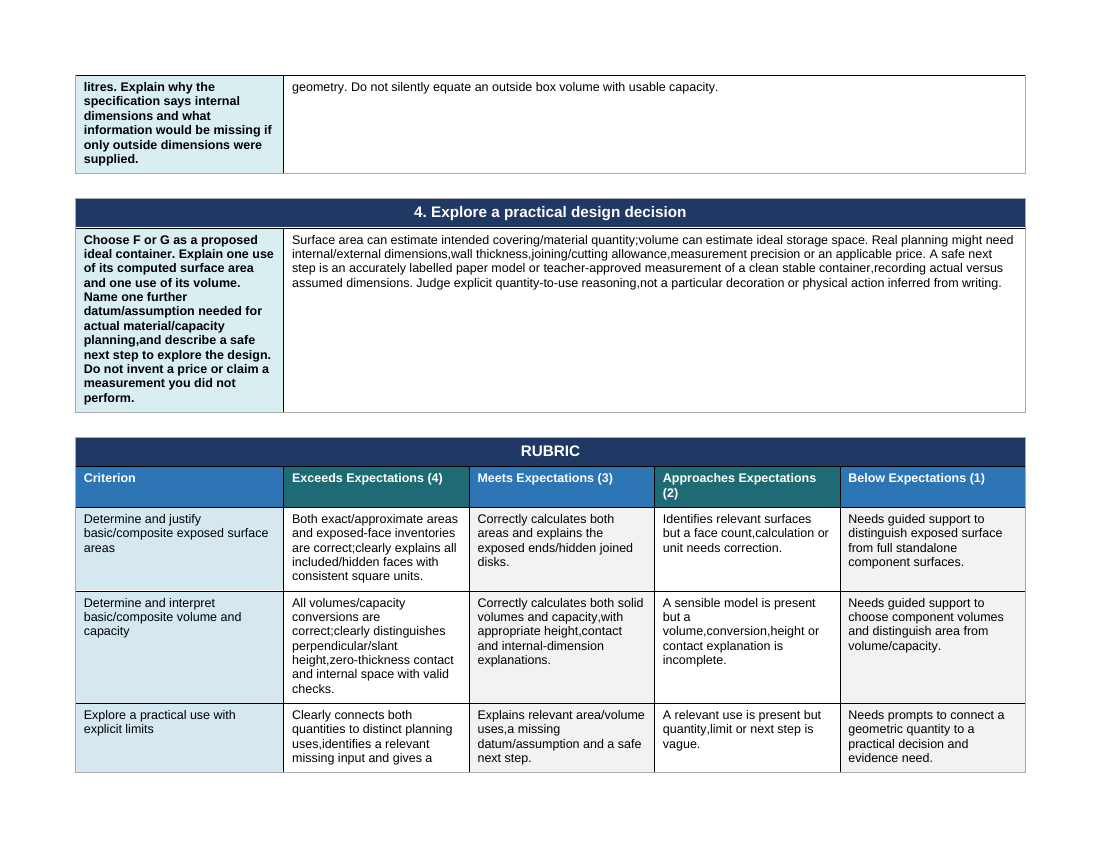 litres. Explain why the
specification says internal
dimensions and what
information would be missing if
only outside dimensions were
supplied.
geometry. Do not silently equate an outside box volume with usable capacity.
4. Explore a practical design decision
Choose F or G as a proposed
ideal container. Explain one use
of its computed surface area
and one use of its volume.
Name one further
datum/assumption needed for
actual material/capacity
planning,and describe a safe
next step to explore the design.
Do not invent a price or claim a
measurement you did not
perform.
Surface area can estimate intended covering/material quantity;volume can estimate ideal storage space. Real planning might need
internal/external dimensions,wall thickness,joining/cutting allowance,measurement precision or an applicable price. A safe next
step is an accurately labelled paper model or teacher-approved measurement of a clean stable container,recording actual versus
assumed dimensions. Judge explicit quantity-to-use reasoning,not a particular decoration or physical action inferred from writing.
RUBRIC
Criterion
Exceeds Expectations (4)
Meets Expectations (3)
Approaches Expectations
(2)
Below Expectations (1)
Determine and justify
basic/composite exposed surface
areas
Both exact/approximate areas
and exposed-face inventories
are correct;clearly explains all
included/hidden faces with
consistent square units.
Correctly calculates both
areas and explains the
exposed ends/hidden joined
disks.
Identifies relevant surfaces
but a face count,calculation or
unit needs correction.
Needs guided support to
distinguish exposed surface
from full standalone
component surfaces.
Determine and interpret
basic/composite volume and
capacity
All volumes/capacity
conversions are
correct;clearly distinguishes
perpendicular/slant
height,zero-thickness contact
and internal space with valid
checks.
Correctly calculates both solid
volumes and capacity,with
appropriate height,contact
and internal-dimension
explanations.
A sensible model is present
but a
volume,conversion,height or
contact explanation is
incomplete.
Needs guided support to
choose component volumes
and distinguish area from
volume/capacity.
Explore a practical use with
explicit limits
Clearly connects both
quantities to distinct planning
uses,identifies a relevant
missing input and gives a
Explains relevant area/volume
uses,a missing
datum/assumption and a safe
next step.
A relevant use is present but
quantity,limit or next step is
vague.
Needs prompts to connect a
geometric quantity to a
practical decision and
evidence need.